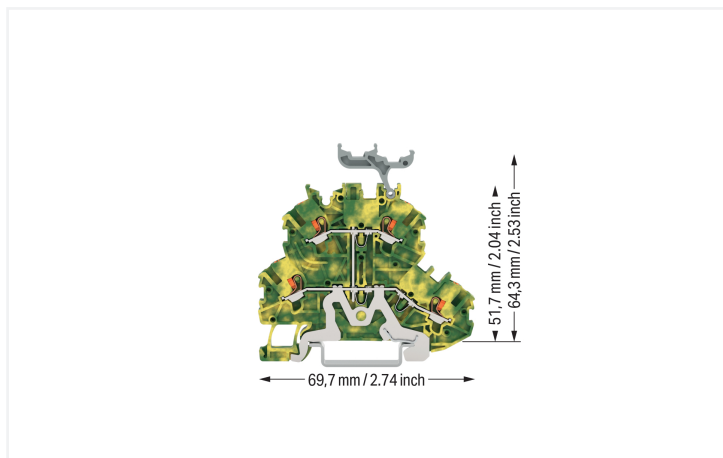 51,7 mm / 2.04 inch
64,3 mm / 2.53 inch
69,7 mm / 2.74 inch